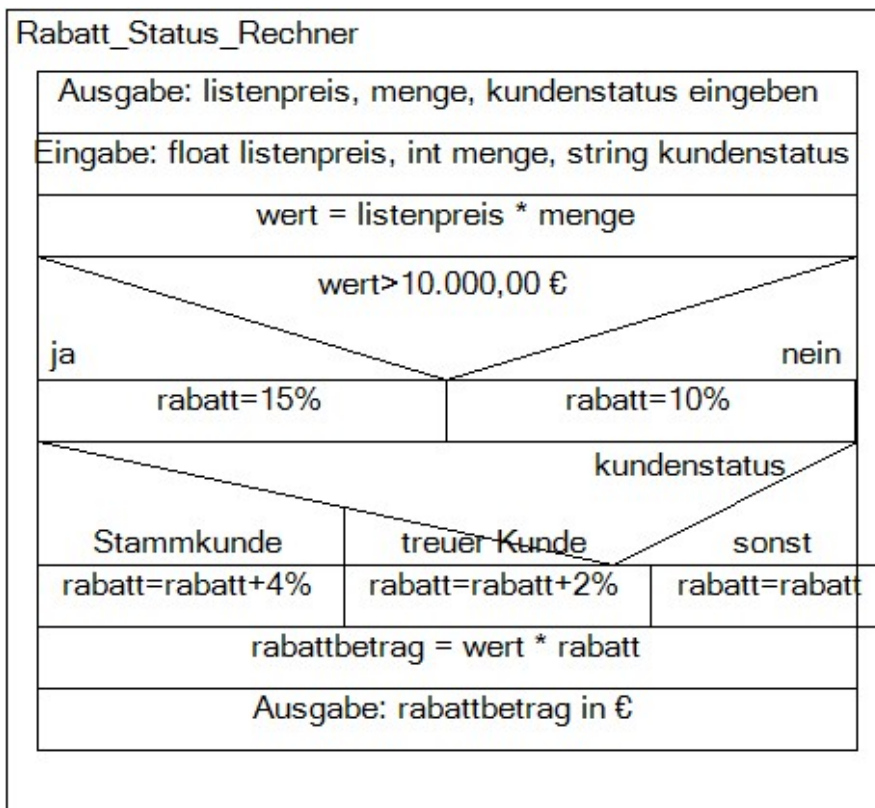 Rabatt_Status_Rechner
Ausgabe: listenpreis, menge, kundenstatus eingeben
Eingabe: float listenpreis, int menge, string kundenstatus
wert = listenpreis * menge
wert>10.000,00 €
ja nein
rabatt=15% rabatt=10%
kundenstatus
Stammkunde treuer Kunde sonst
rabatt=rabatt+4% rabatt=rabatt+2% rabatt=rabatt
rabattbetrag = wert * rabatt
Ausgabe: rabattbetrag in €